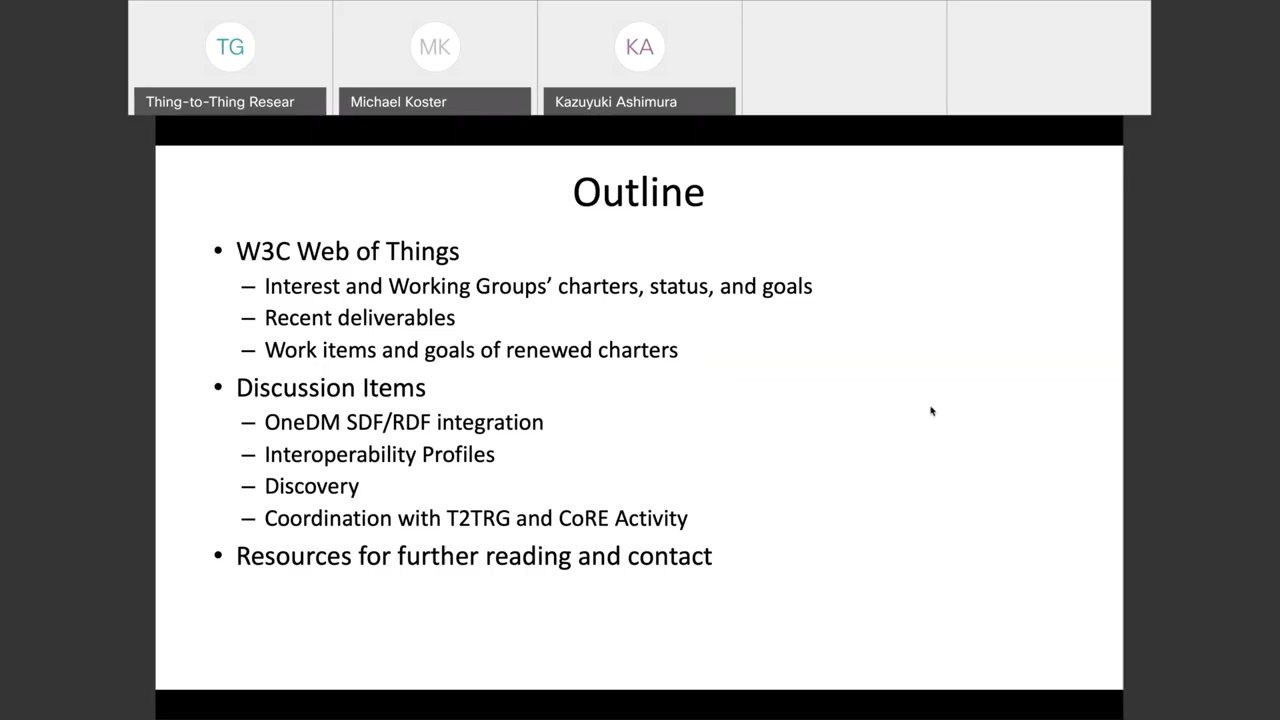 TG
MK
KA
Thing-to-Thing Resear
Michael Koster
Kazuyuki Ashimura
Outline
• W3C Web of Things
– Interest and Working Groups’ charters, status, and goals
– Recent deliverables
– Work items and goals of renewed charters
• Discussion Items
– OneDM SDF/RDF integration
– Interoperability Profiles
– Discovery
– Coordination with T2TRG and CoRE Activity
• Resources for further reading and contact